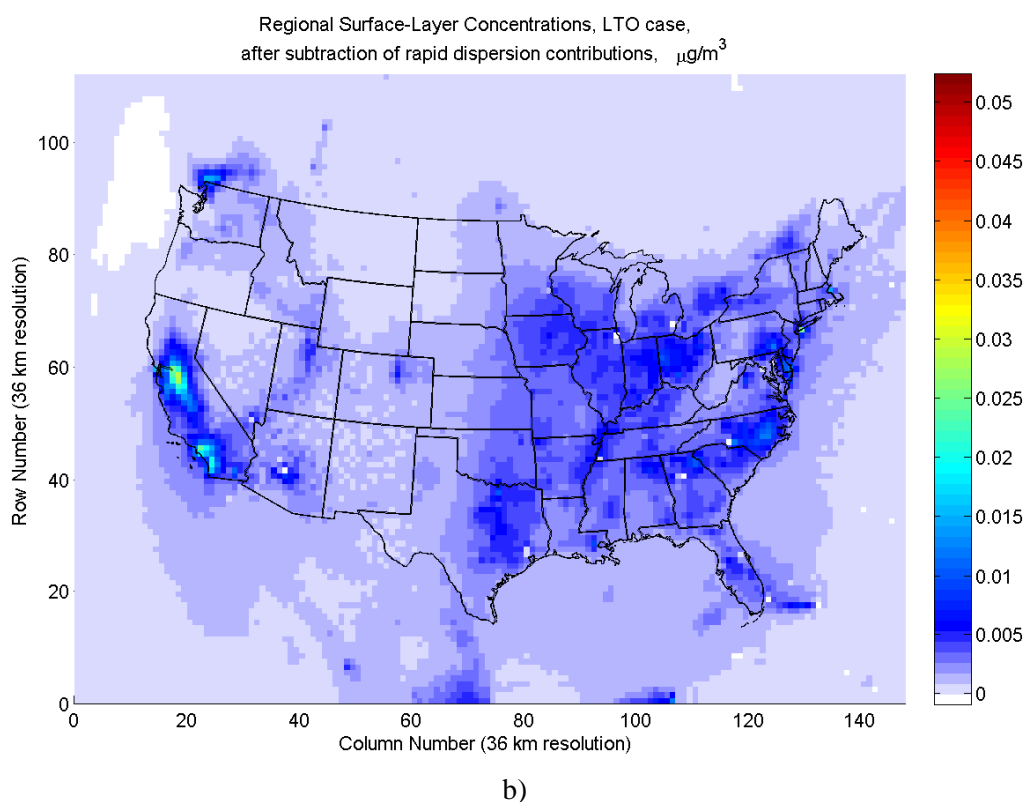 Regional Surface-Layer Concentrations, LTO case,
after subtraction of rapid dispersion contributions, μg/m³
Row Number (36 km resolution)
100
80
60
40
20
0
0 20 40 60 80 100 120 140
Column Number (36 km resolution)
0.05
0.045
0.04
0.035
0.03
0.025
0.02
0.015
0.01
0.005
0
b)